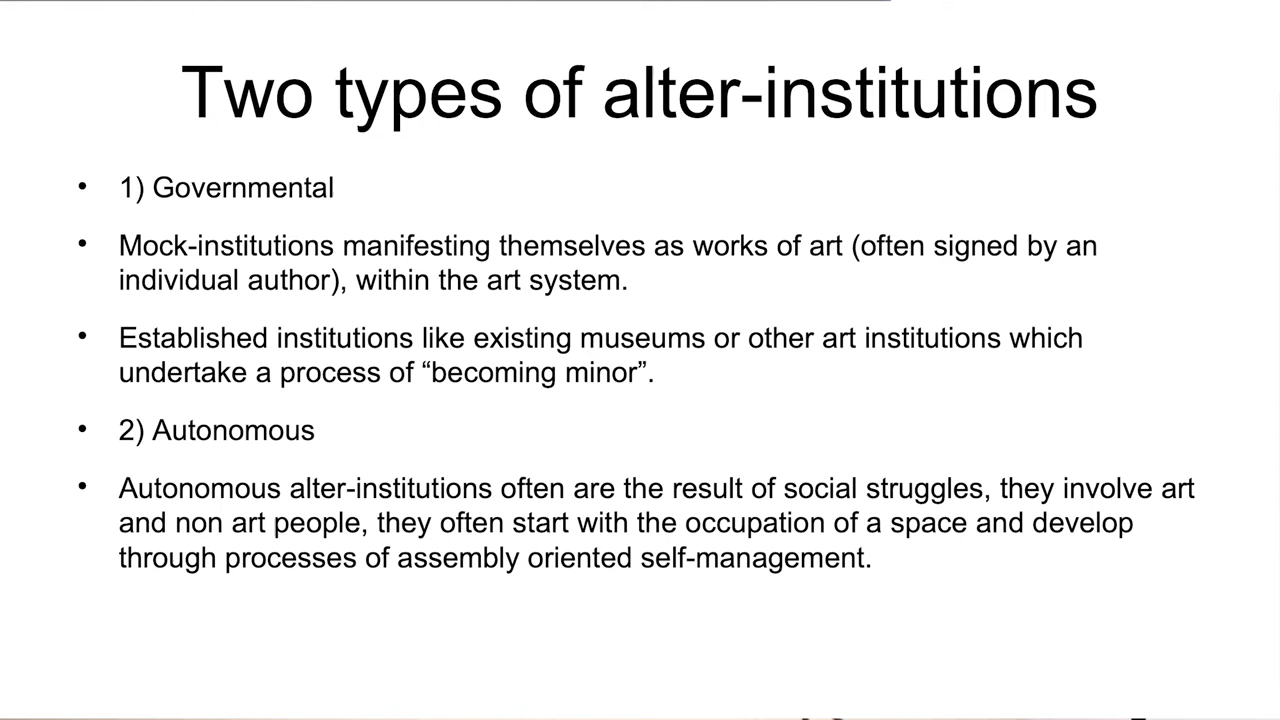 Two types of alter-institutions
• 1) Governmental
• Mock-institutions manifesting themselves as works of art (often signed by an
individual author), within the art system.
• Established institutions like existing museums or other art institutions which
undertake a process of “becoming minor”.
• 2) Autonomous
• Autonomous alter-institutions often are the result of social struggles, they involve art
and non art people, they often start with the occupation of a space and develop
through processes of assembly oriented self-management.